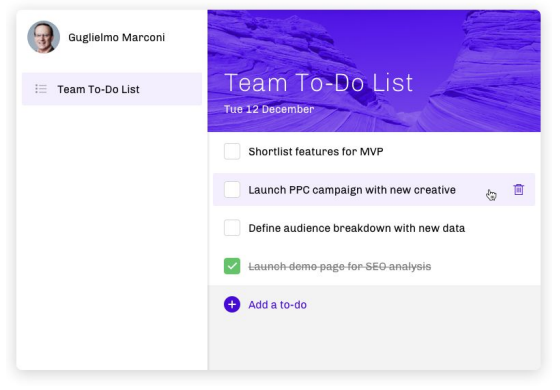 Guglielmo Marconi
Team To-Do List
Team To-Do List
Tue 12 December
Shortlist features for MVP
Launch PPC campaign with new creative
Define audience breakdown with new data
Launch demo page for SEO analysis
Add a to-do